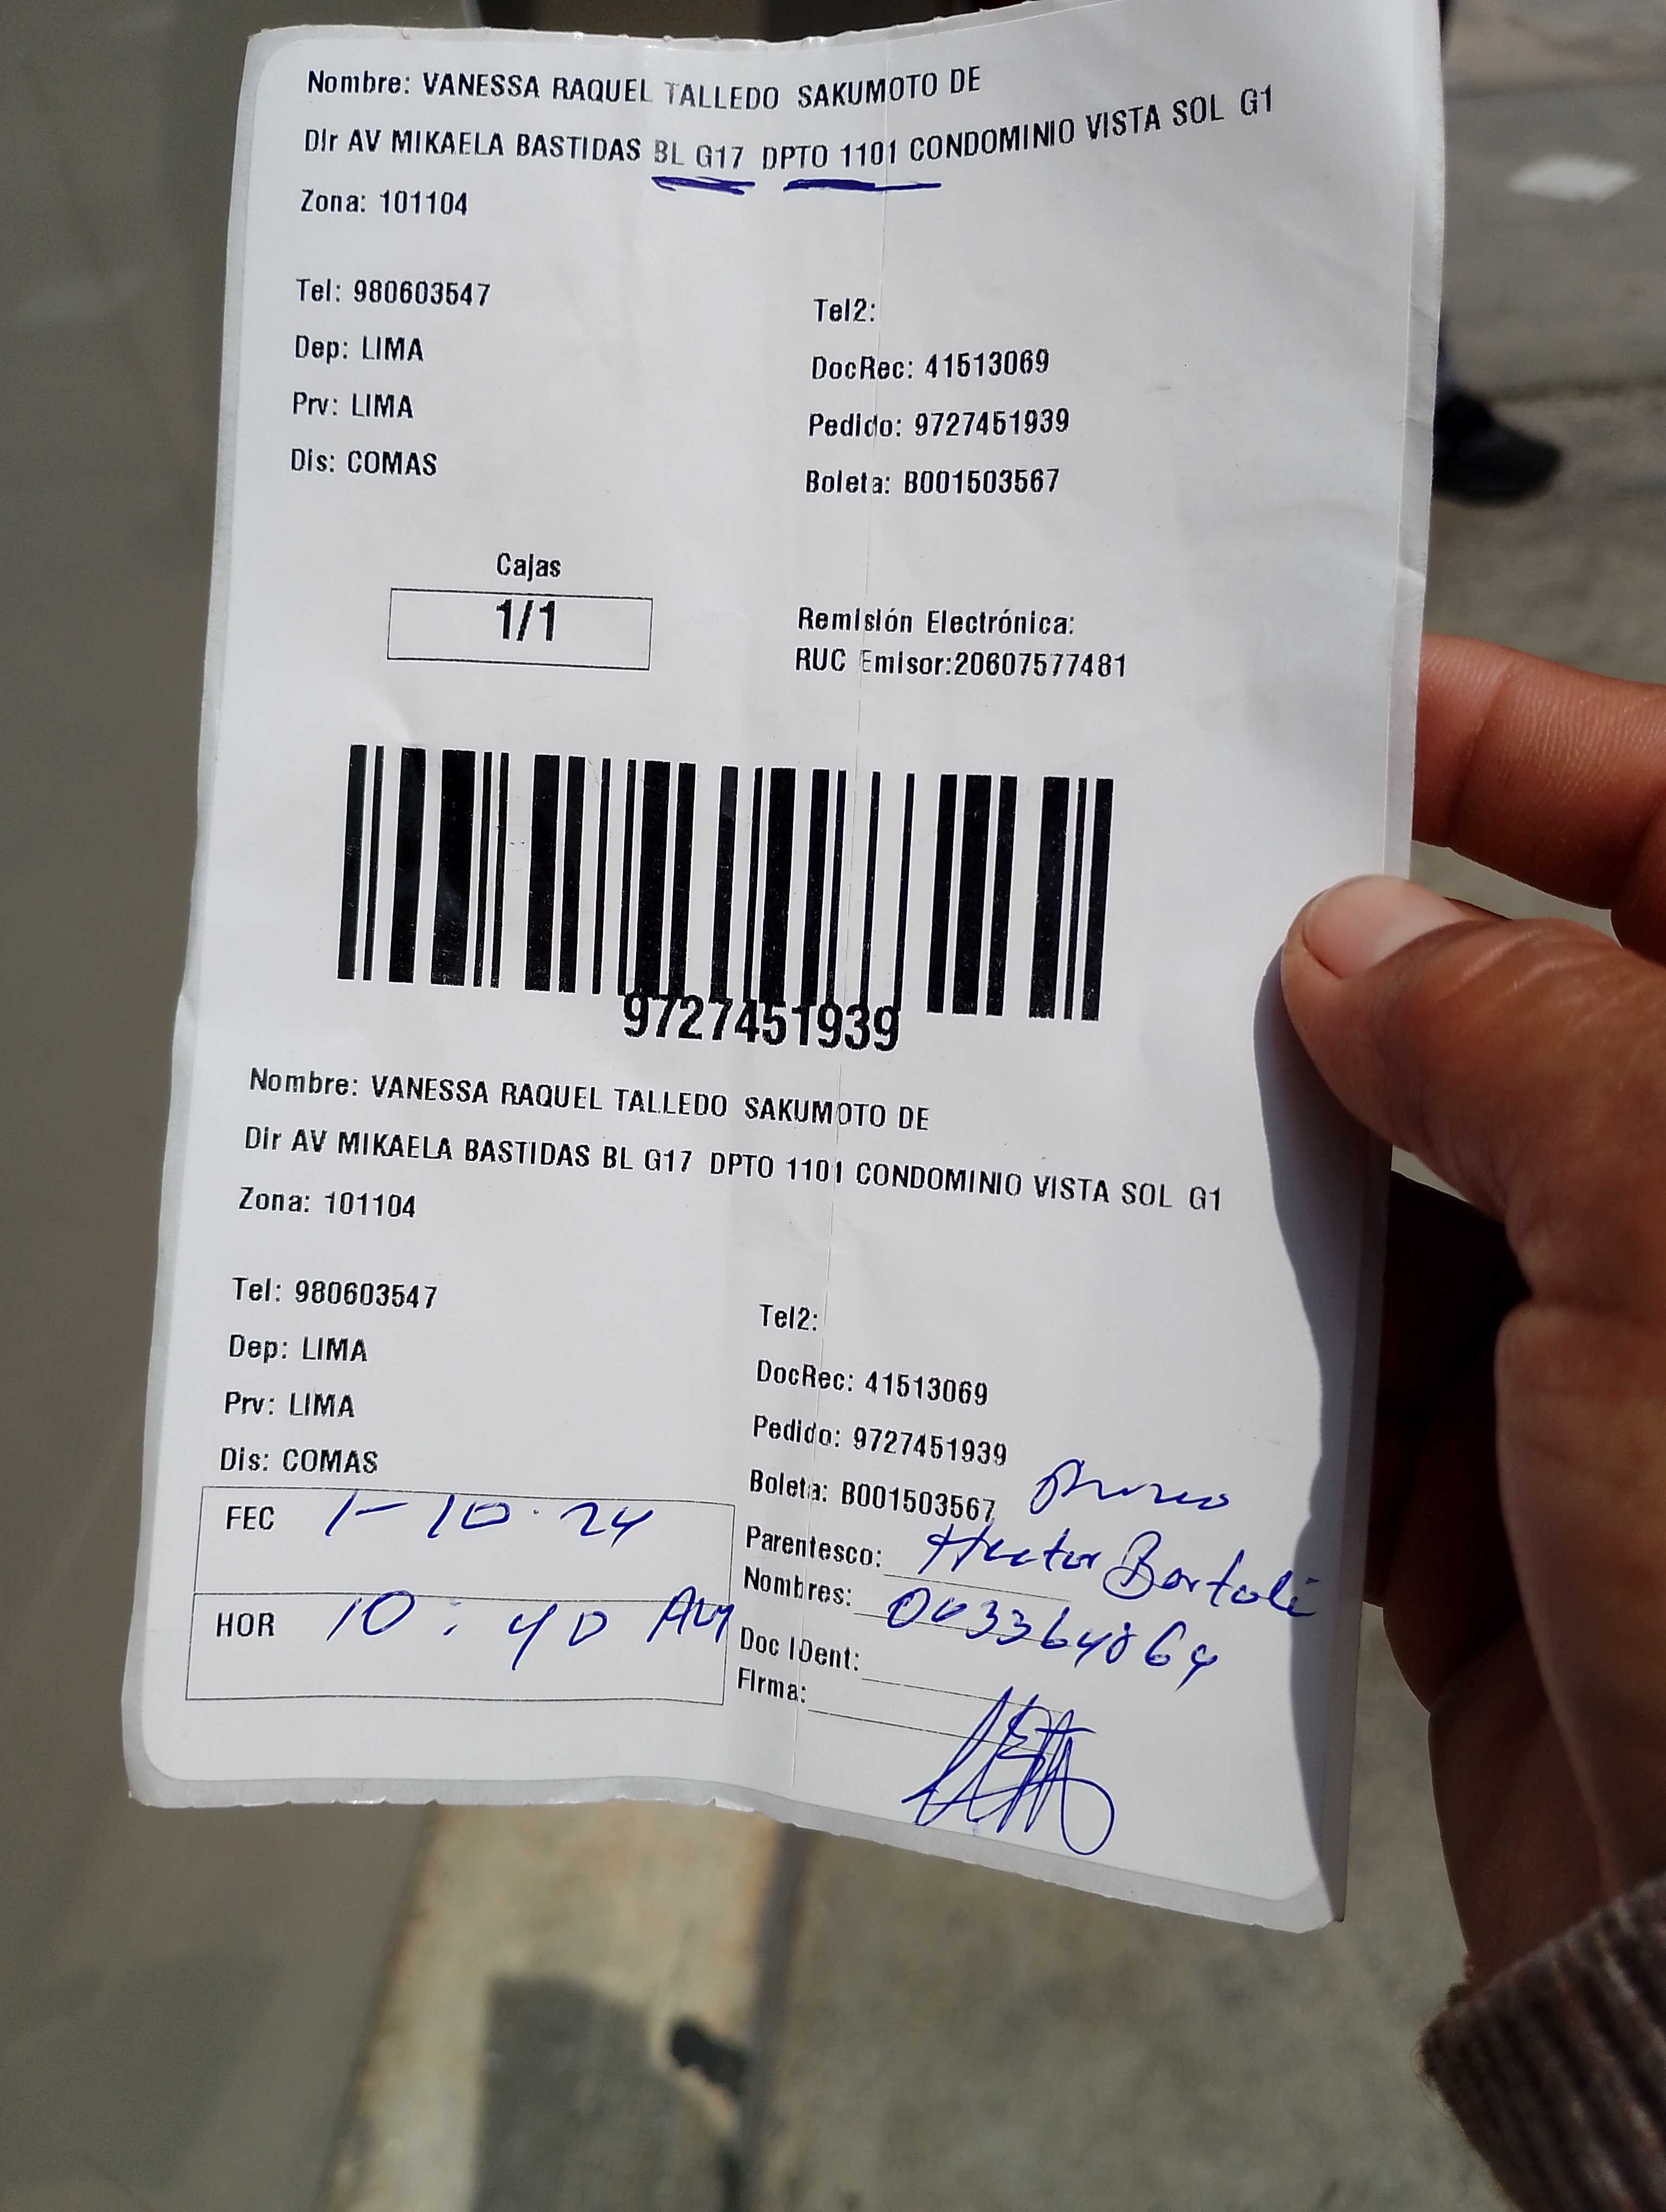 Nombre: VANESSA RAQUEL TALLEDO SAKUMOTO DE
Dir AV MIKAELA BASTIDAS BL G17 DPTO 1101 CONDOMINIO VISTA SOL G1
Zona: 101104
Tel: 980603547
Tel2:
Dep: LIMA
DocRec: 41513069
Prv: LIMA
Pedido: 9727451939
Dis: COMAS
Boleta: B001503567
Cajas
1/1
Remisión Electrónica:
RUC Emisor:20607577481
9727451939
Nombre: VANESSA RAQUEL TALLEDO SAKUMOTO DE
Dir AV MIKAELA BASTIDAS BL G17 DPTO 1101 CONDOMINIO VISTA SOL G1
Zona: 101104
Tel: 980603547
Tel2:
Dep: LIMA
DocRec: 41513069
Prv: LIMA
Pedido: 9727451939
Dis: COMAS
Boleta: B001503567
FEC 1-10.24
Parentesco: Hector Bortoli
Nombres: 003364864
HOR 10:40 AM
Doc IDent:
Firma: